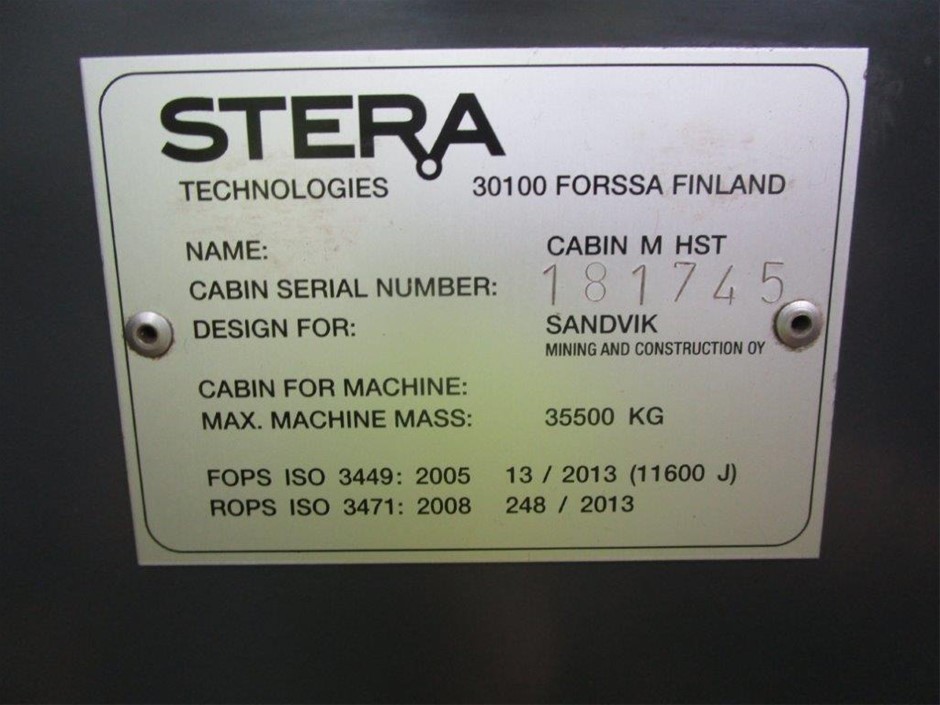 STERA
TECHNOLOGIES 30100 FORSSA FINLAND
NAME: CABIN M HST
CABIN SERIAL NUMBER: 181745
DESIGN FOR: SANDVIK
MINING AND CONSTRUCTION OY
CABIN FOR MACHINE:
MAX. MACHINE MASS: 35500 KG
FOPS ISO 3449: 2005 13 / 2013 (11600 J)
ROPS ISO 3471: 2008 248 / 2013